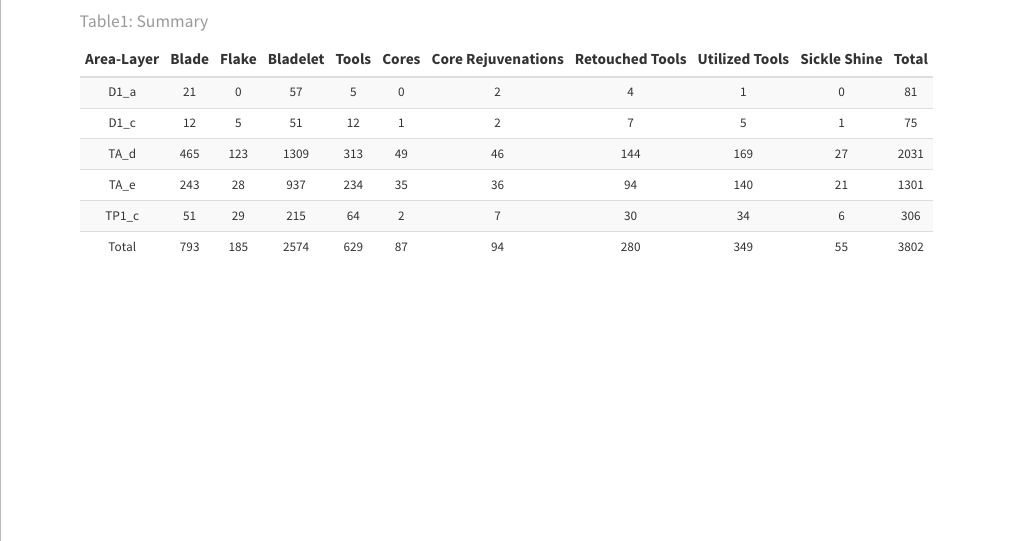 Table1: Summary
Area-Layer Blade Flake Bladelet Tools Cores Core Rejuvenations Retouched Tools Utilized Tools Sickle Shine Total
D1_a 21 0 57 5 0 2 4 1 0 81
D1_c 12 5 51 12 1 2 7 5 1 75
TA_d 465 123 1309 313 49 46 144 169 27 2031
TA_e 243 28 937 234 35 36 94 140 21 1301
TP1_c 51 29 215 64 2 7 30 34 6 306
Total 793 185 2574 629 87 94 280 349 55 3802